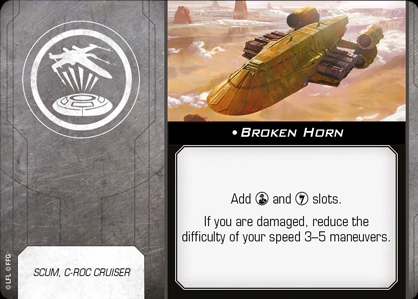 • BROKEN HORN
Add and slots.
If you are damaged, reduce the
difficulty of your speed 3–5 maneuvers.
SCUM, C-ROC CRUISER
© LFL © FFG